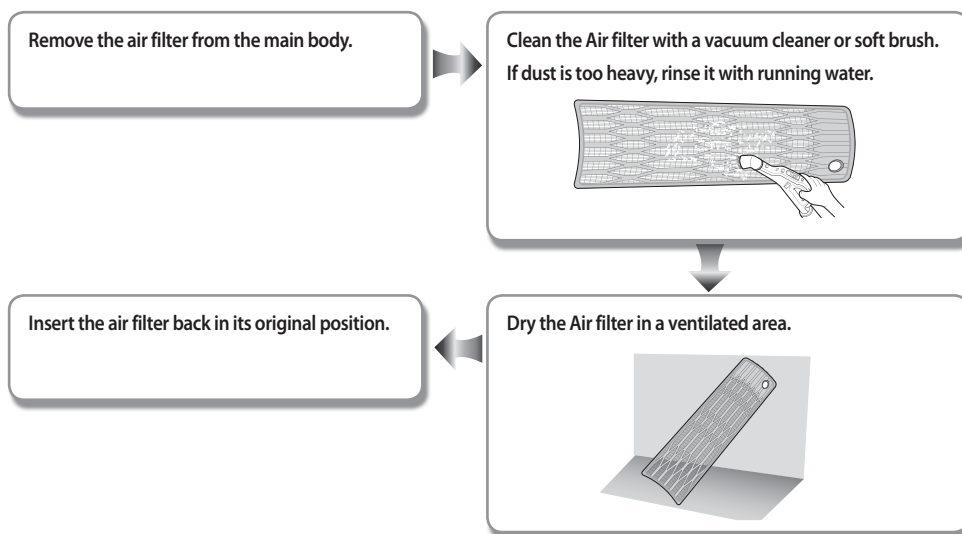 Remove the air filter from the main body.
Clean the Air filter with a vacuum cleaner or soft brush.
If dust is too heavy, rinse it with running water.
Dry the Air filter in a ventilated area.
Insert the air filter back in its original position.